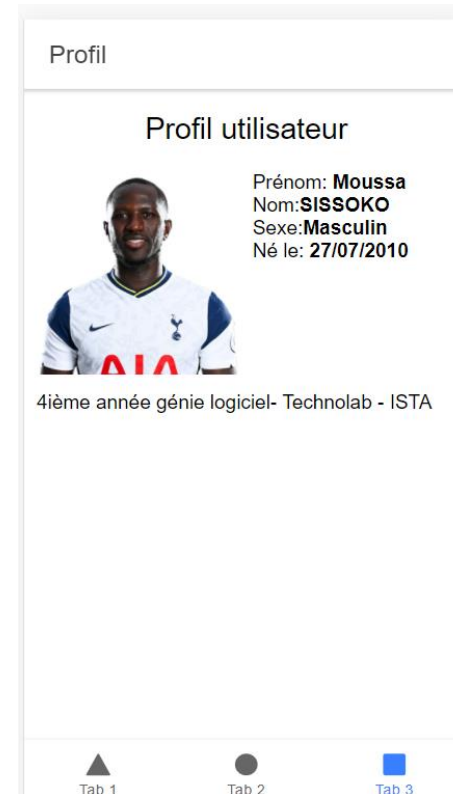 Profil
Profil utilisateur
Prénom: Moussa
Nom:SISSOKO
Sexe:Masculin
Né le: 27/07/2010
AIA
4ième année génie logiciel- Technolab - ISTA
Tab 1
Tab 2
Tab 3